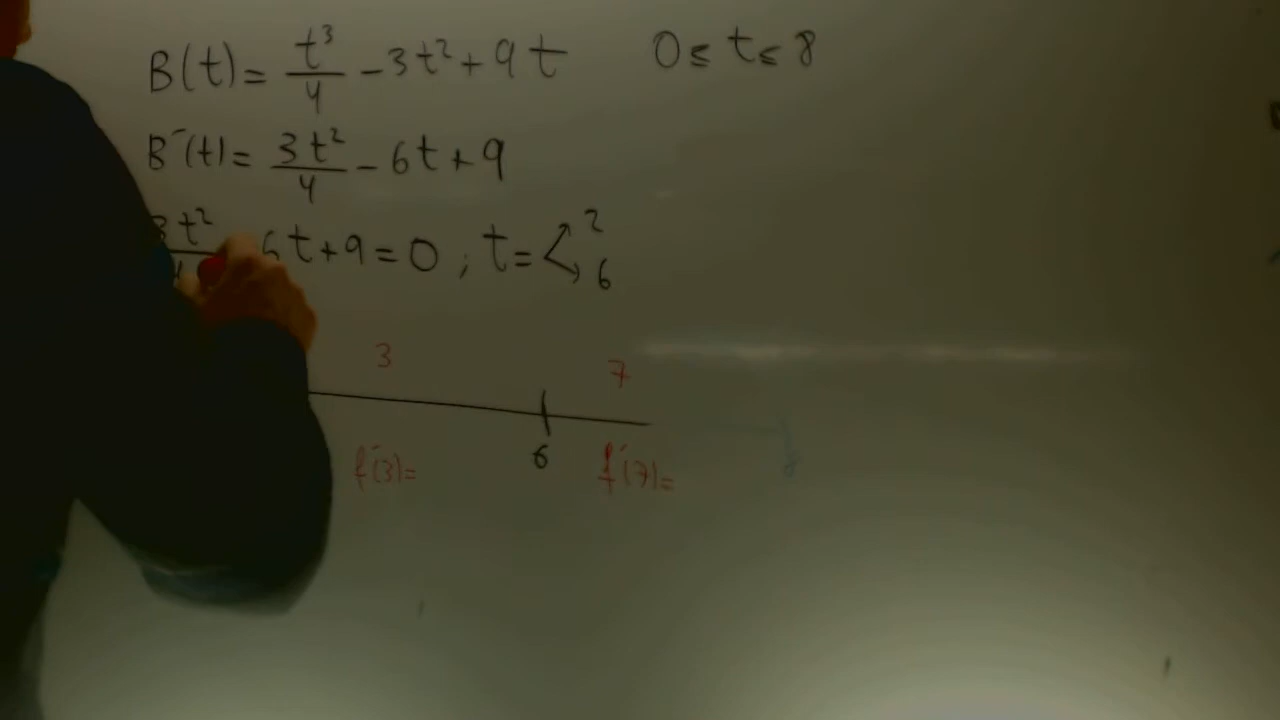 B(t) = t³/4 - 3t² + 9t 0 ≤ t ≤ 8
B´(t) = 3t²/4 - 6t + 9
3t²/4 6t + 9 = 0 ; t = < 2 6
3 7
6
f´(3) = f´(7) =